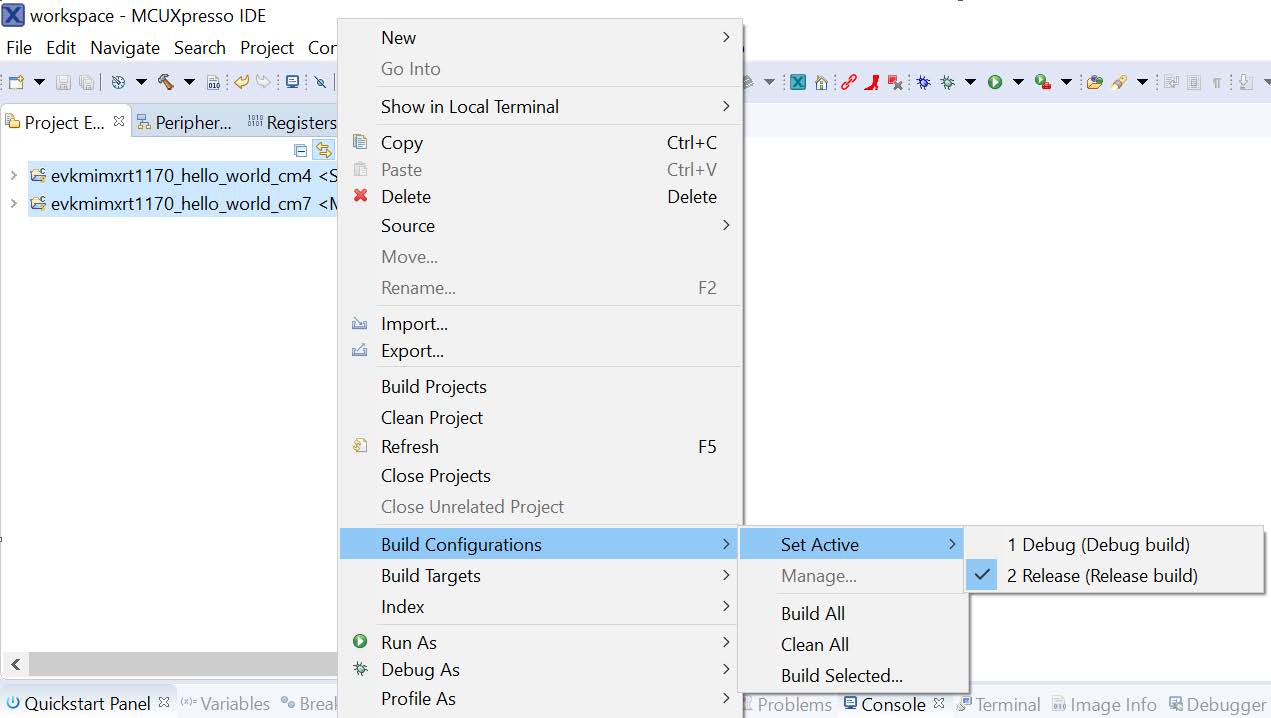 workspace - MCUXpresso IDE
File Edit Navigate Search Project Con
Project E... Peripher... Registers
evkmimxrt1170_hello_world_cm4 <S
evkmimxrt1170_hello_world_cm7 <M
New
Go Into
Show in Local Terminal
Copy Ctrl+C
Paste Ctrl+V
Delete Delete
Source
Move...
Rename... F2
Import...
Export...
Build Projects
Clean Project
Refresh F5
Close Projects
Close Unrelated Project
Build Configurations
Build Targets
Index
Run As
Debug As
Profile As
Set Active
Manage...
Build All
Clean All
Build Selected...
1 Debug (Debug build)
2 Release (Release build)
Quickstart Panel (x)= Variables Break Problems Console Terminal Image Info Debugger